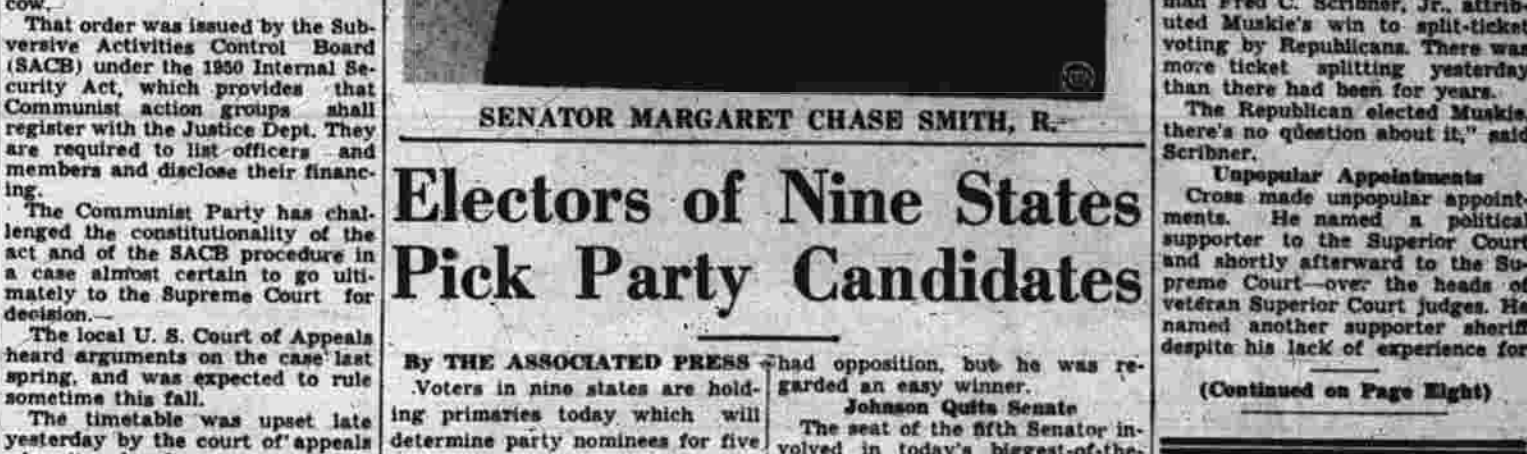 cow.
That order was issued by the Sub-
versive Activities Control Board
(SACB) under the 1950 Internal Se-
curity Act, which provides that
Communist action groups shall
register with the Justice Dept. They
are required to list officers and
members and disclose their financ-
ing.
The Communist Party has chal-
lenged the constitutionality of the
act and of the SACB procedure in
a case almost certain to go ulti-
mately to the Supreme Court for
decision.—
The local U. S. Court of Appeals
heard arguments on the case last
spring, and was expected to rule
sometime this fall.
The timetable was upset late
yesterday by the court of appeals
SENATOR MARGARET CHASE SMITH, R.
Electors of Nine States
Pick Party Candidates
By THE ASSOCIATED PRESS
Voters in nine states are hold-
ing primaries today which will
determine party nominees for five
had opposition, but he was re-
garded an easy winner.
Johnson Quits Senate
The seat of the fifth Senator in-
volved in today's biggest-of-the-
man Fred C. Scribner, Jr., attrib-
uted Muskie's win to split-ticket
voting by Republicans. There was
more ticket splitting yesterday
than there had been for years.
The Republican elected Muskie,
there's no question about it," said
Scribner.
Unpopular Appointments
Cross made unpopular appoint-
ments. He named a political
supporter to the Superior Court
and shortly afterward to the Su-
preme Court—over the heads of
veteran Superior Court judges. He
named another supporter sheriff
despite his lack of experience for
(Continued on Page Eight)